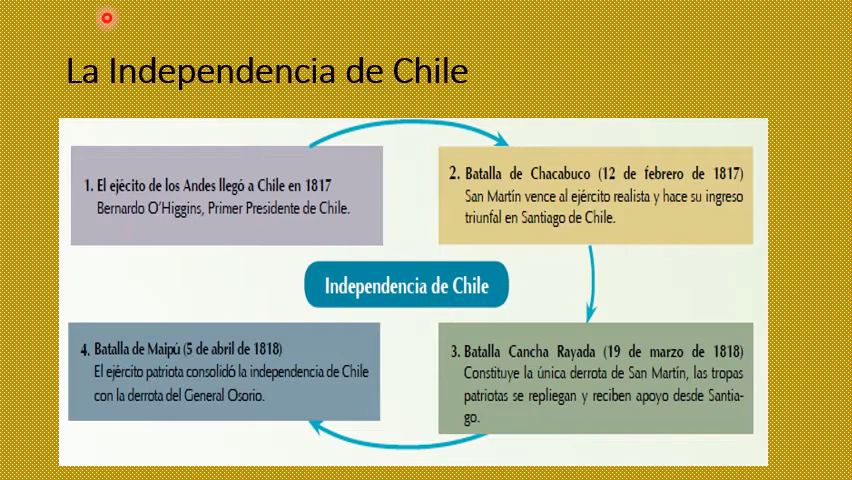 La Independencia de Chile
1. El ejécito de los Andes llegó a Chile en 1817
Bernardo O'Higgins, Primer Presidente de Chile.
2. Batalla de Chacabuco (12 de febrero de 1817)
San Martín vence al ejército realista y hace su ingreso
triunfal en Santiago de Chile.
Independencia de Chile
3. Batalla Cancha Rayada (19 de marzo de 1818)
Constituye la única derrota de San Martín, las tropas
patriotas se repliegan y reciben apoyo desde Santia-
go.
4. Batalla de Maipú (5 de abril de 1818)
El ejército patriota consolidó la independencia de Chile
con la derrota del General Osorio.